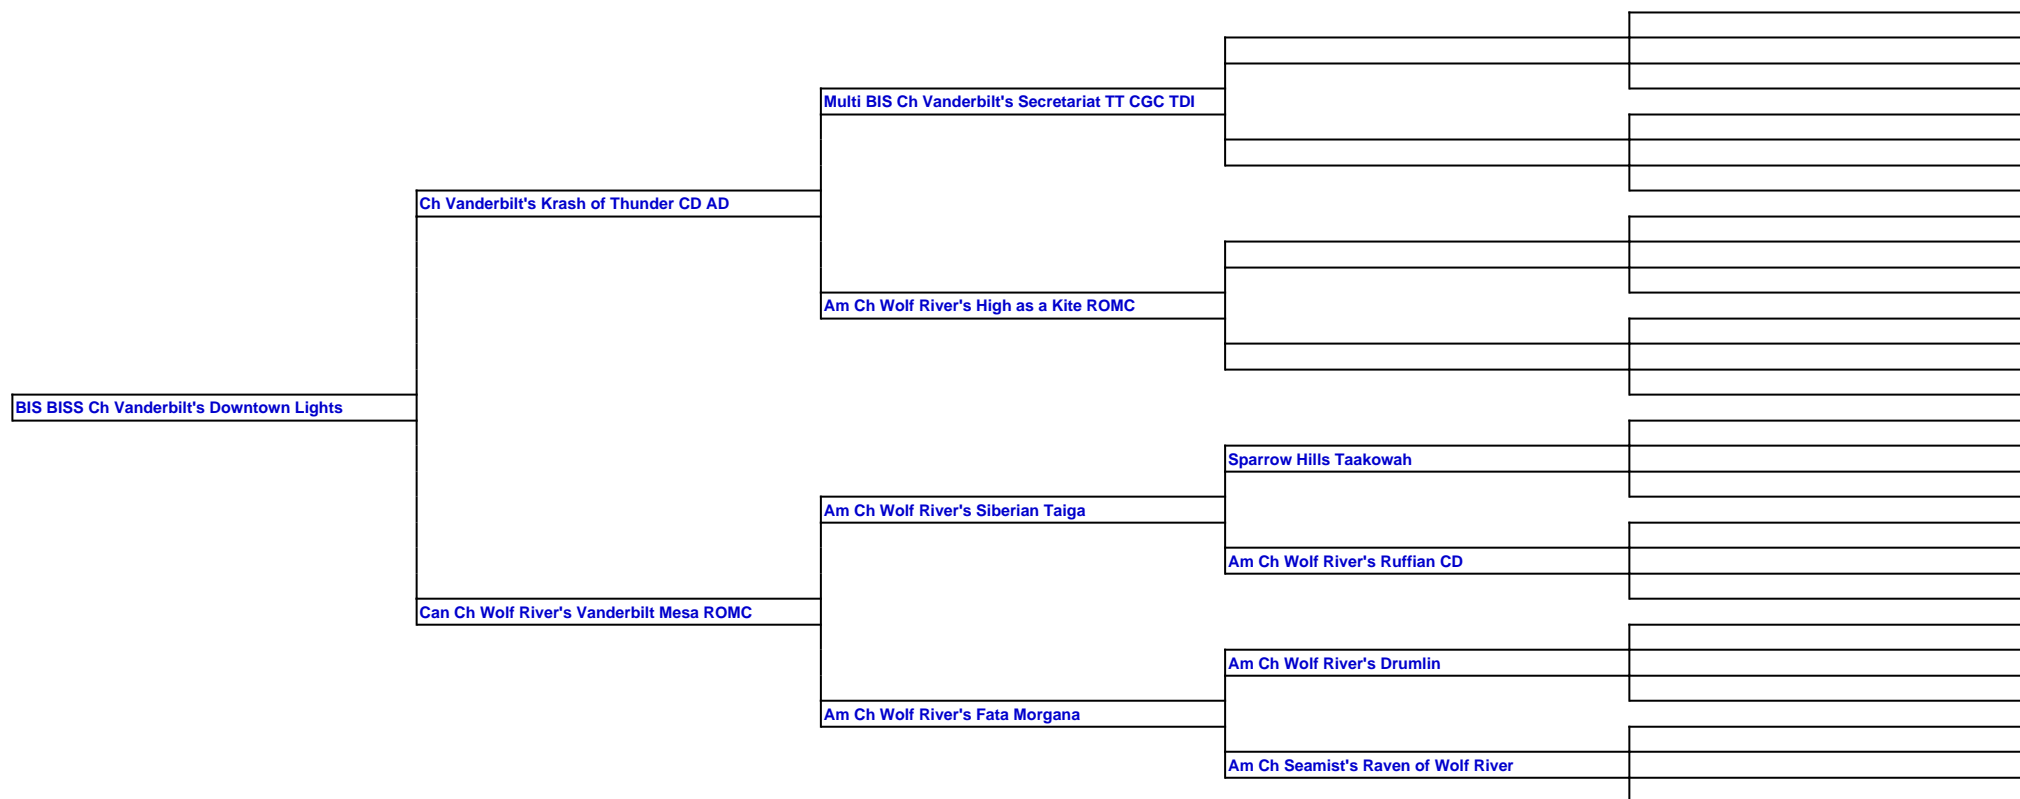 Multi BIS Ch Vanderbilt's Secretariat TT CGC TDI
Ch Vanderbilt's Krash of Thunder CD AD
Am Ch Wolf River's High as a Kite ROMC
BIS BISS Ch Vanderbilt's Downtown Lights
Sparrow Hills Taakowah
Am Ch Wolf River's Siberian Taiga
Am Ch Wolf River's Ruffian CD
Can Ch Wolf River's Vanderbilt Mesa ROMC
Am Ch Wolf River's Drumlin
Am Ch Wolf River's Fata Morgana
Am Ch Seamist's Raven of Wolf River